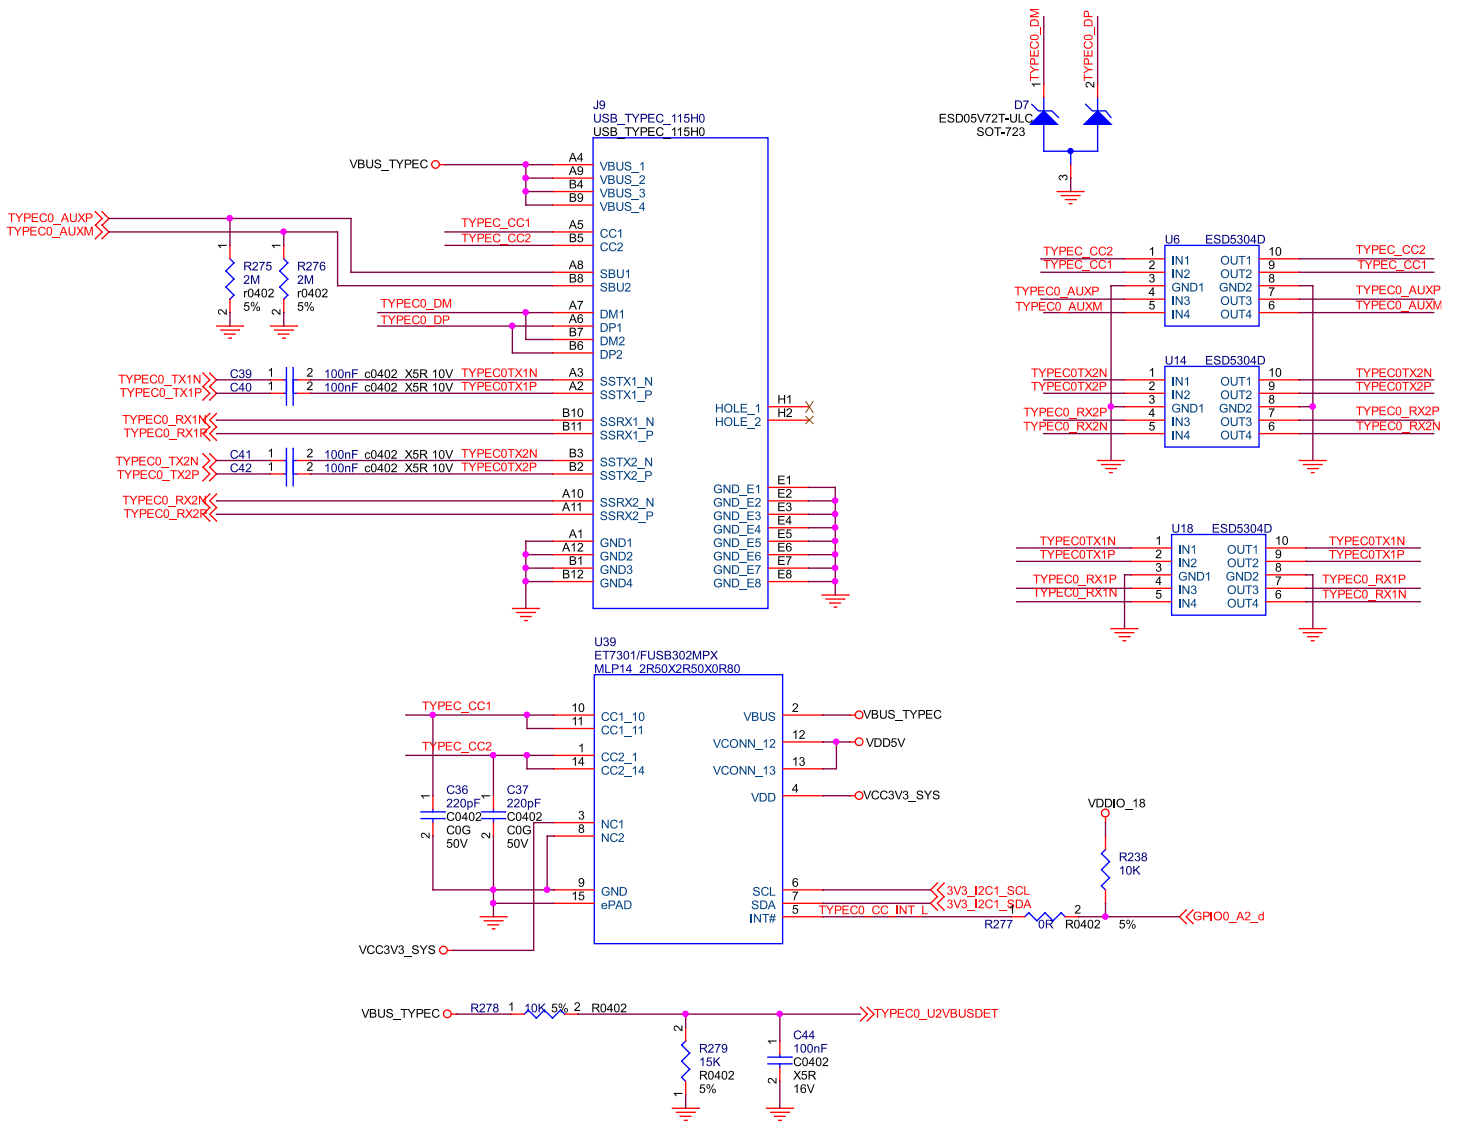 TYPEC0_DM
TYPEC0_DP
1
2
D7
ESD05V72T-ULC
SOT-723
3
J9
USB_TYPEC_115H0
USB_TYPEC_115H0
VBUS_TYPEC
A4 VBUS_1
A9 VBUS_2
B4 VBUS_3
B9 VBUS_4
TYPEC0_AUXP
TYPEC0_AUXM
TYPEC_CC1 A5 CC1
TYPEC_CC2 B5 CC2
A8 SBU1
B8 SBU2
1
R275
2M
r0402
5%
2
1
R276
2M
r0402
5%
2
TYPEC0_DM A7 DM1
TYPEC0_DP A6 DP1
B7 DM2
B6 DP2
TYPEC0_TX1N C39 1 2 100nF c0402 X5R 10V TYPEC0TX1N A3 SSTX1_N
TYPEC0_TX1P C40 1 2 100nF c0402 X5R 10V TYPEC0TX1P A2 SSTX1_P
TYPEC0_RX1N B10 SSRX1_N
TYPEC0_RX1P B11 SSRX1_P
TYPEC0_TX2N C41 1 2 100nF c0402 X5R 10V TYPEC0TX2N B3 SSTX2_N
TYPEC0_TX2P C42 1 2 100nF c0402 X5R 10V TYPEC0TX2P B2 SSTX2_P
TYPEC0_RX2N A10 SSRX2_N
TYPEC0_RX2P A11 SSRX2_P
A1 GND1
A12 GND2
B1 GND3
B12 GND4
HOLE_1 H1
HOLE_2 H2
GND_E1 E1
GND_E2 E2
GND_E3 E3
GND_E4 E4
GND_E5 E5
GND_E6 E6
GND_E7 E7
GND_E8 E8
U6 ESD5304D
TYPEC_CC2 1 IN1 OUT1 10 TYPEC_CC2
TYPEC_CC1 2 IN2 OUT2 9 TYPEC_CC1
3 GND1 GND2 8
TYPEC0_AUXP 4 IN3 OUT3 7 TYPEC0_AUXP
TYPEC0_AUXM 5 IN4 OUT4 6 TYPEC0_AUXM
U14 ESD5304D
TYPEC0TX2N 1 IN1 OUT1 10 TYPEC0TX2N
TYPEC0TX2P 2 IN2 OUT2 9 TYPEC0TX2P
3 GND1 GND2 8
TYPEC0_RX2P 4 IN3 OUT3 7 TYPEC0_RX2P
TYPEC0_RX2N 5 IN4 OUT4 6 TYPEC0_RX2N
U18 ESD5304D
TYPEC0TX1N 1 IN1 OUT1 10 TYPEC0TX1N
TYPEC0TX1P 2 IN2 OUT2 9 TYPEC0TX1P
3 GND1 GND2 8
TYPEC0_RX1P 4 IN3 OUT3 7 TYPEC0_RX1P
TYPEC0_RX1N 5 IN4 OUT4 6 TYPEC0_RX1N
U39
ET7301/FUSB302MPX
MLP14_2R50X2R50X0R80
TYPEC_CC1 10 CC1_10
11 CC1_11
TYPEC_CC2 1 CC2_1
14 CC2_14
3 NC1
8 NC2
9 GND
15 ePAD
VBUS 2 VBUS_TYPEC
VCONN_12 12 VDD5V
VCONN_13 13
VDD 4 VCC3V3_SYS
SCL 6 3V3_I2C1_SCL
SDA 7 3V3_I2C1_SDA
INT# 5 TYPEC0_CC_INT_L 1 2 GPIO0_A2_d
R277 0R R0402 5%
VDDIO_18
R238
10K
1
C36
220pF
C0402
C0G
50V
2
1
C37
220pF
C0402
C0G
50V
2
VCC3V3_SYS
VBUS_TYPEC R278 1 10K 5% 2 R0402 TYPEC0_U2VBUSDET
2
R279
15K
R0402
5%
1
1
C44
100nF
C0402
X5R
16V
2